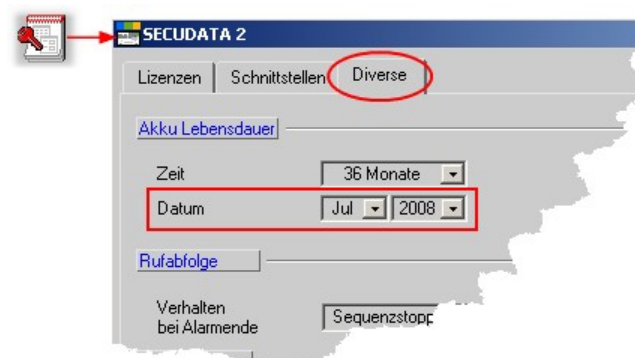 SECUDATA 2
Lizenzen Schnittstellen Diverse
Akku Lebensdauer
Zeit 36 Monate
Datum Jul 2008
Rufabfolge
Verhalten
bei Alarmende Sequenzstopp